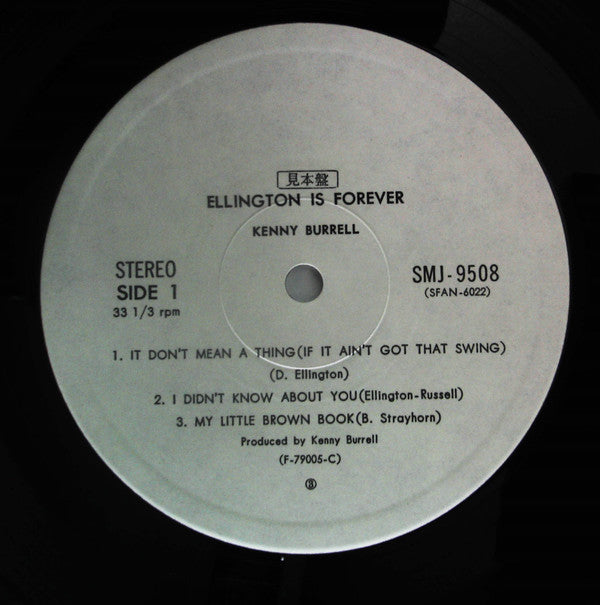 見本盤
ELLINGTON IS FOREVER
KENNY BURRELL
STEREO
SIDE 1
33 1/3 rpm
SMJ-9508
(SFAN-6022)
1. IT DON'T MEAN A THING(IF IT AIN'T GOT THAT SWING)
(D. Ellington)
2. I DIDN'T KNOW ABOUT YOU(Ellington-Russell)
3. MY LITTLE BROWN BOOK(B. Strayhorn)
Produced by Kenny Burrell
(F-79005-C)